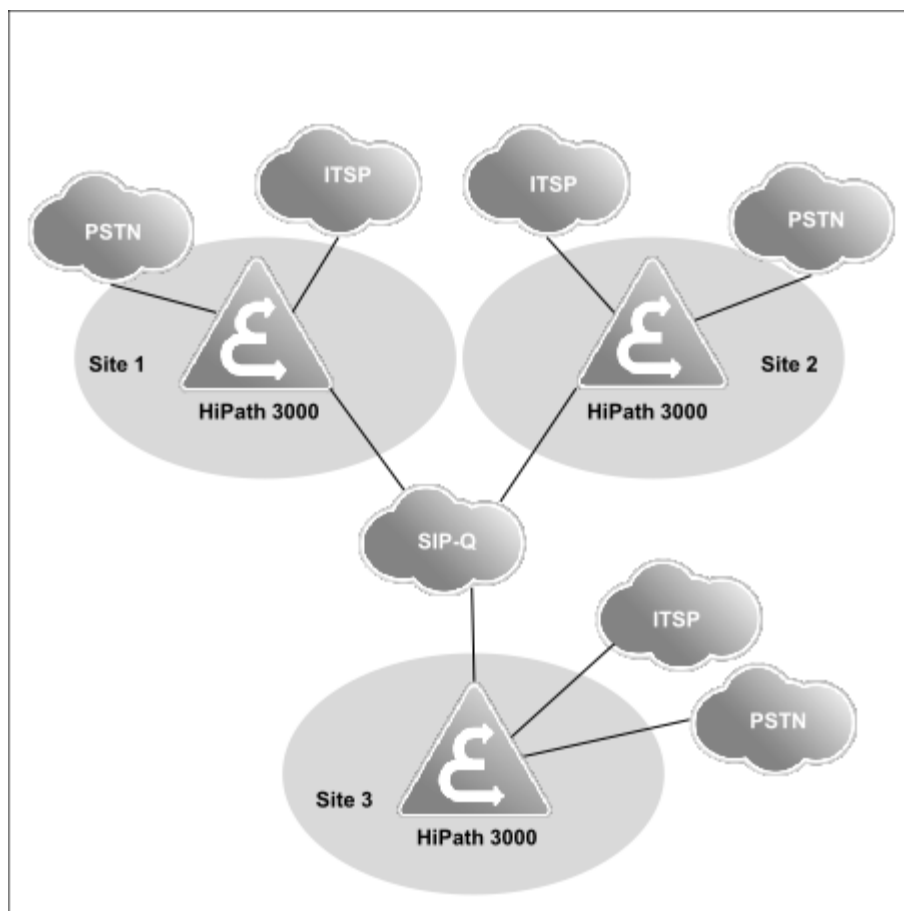 ITSP
PSTN
Site 1
HiPath 3000
ITSP
PSTN
Site 2
HiPath 3000
SIP-Q
ITSP
PSTN
Site 3
HiPath 3000